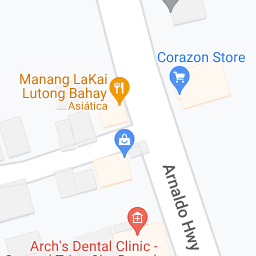 Corazon Store
Manang LaKai
Lutong Bahay
Asiática
Arnaldo Hwy
Arch's Dental Clinic -